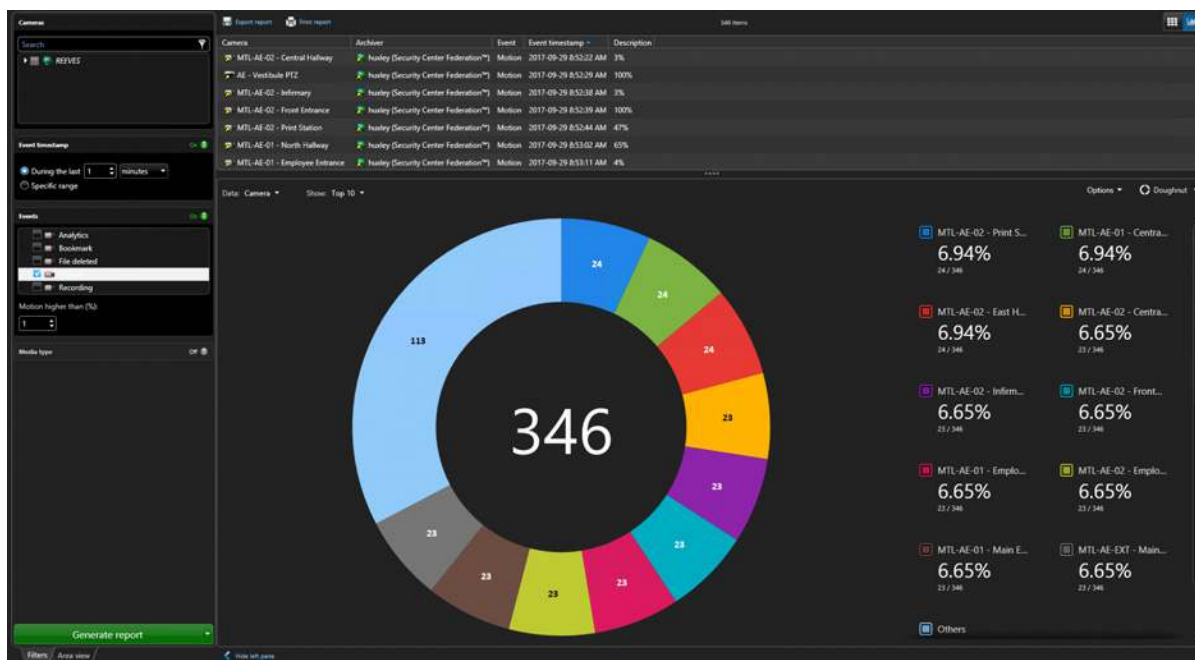 Cameras
Search
REEVES
Event timestamp
On
During the last 1 minutes
Specific range
Events
On
Analytics
Bookmark
File deleted
Recording
Motion higher than (%):
1
Media type
Off
Generate report
Filters
Area view
Export report
Print report
346 items
Camera Archiver Event Event timestamp Description
MTL-AE-02 - Central Hallway huxley (Security Center Federation™) Motion 2017-09-29 8:52:22 AM 3%
AE - Vestibule PTZ huxley (Security Center Federation™) Motion 2017-09-29 8:52:29 AM 100%
MTL-AE-02 - Infirmary huxley (Security Center Federation™) Motion 2017-09-29 8:52:38 AM 3%
MTL-AE-02 - Front Entrance huxley (Security Center Federation™) Motion 2017-09-29 8:52:39 AM 100%
MTL-AE-02 - Print Station huxley (Security Center Federation™) Motion 2017-09-29 8:52:44 AM 47%
MTL-AE-01 - North Hallway huxley (Security Center Federation™) Motion 2017-09-29 8:53:02 AM 65%
MTL-AE-01 - Employee Entrance huxley (Security Center Federation™) Motion 2017-09-29 8:53:11 AM 4%
Data: Camera Show: Top 10
Options Doughnut
24
24
24
23
23
23
23
23
23
23
113
346
MTL-AE-02 - Print S... MTL-AE-01 - Centra...
6.94% 6.94%
24 / 346 24 / 346
MTL-AE-02 - East H... MTL-AE-02 - Centra...
6.94% 6.65%
24 / 346 23 / 346
MTL-AE-02 - Infirm... MTL-AE-02 - Front...
6.65% 6.65%
23 / 346 23 / 346
MTL-AE-01 - Emplo... MTL-AE-02 - Emplo...
6.65% 6.65%
23 / 346 23 / 346
MTL-AE-01 - Main E... MTL-AE-EXT - Main...
6.65% 6.65%
23 / 346 23 / 346
Others
Hide left pane